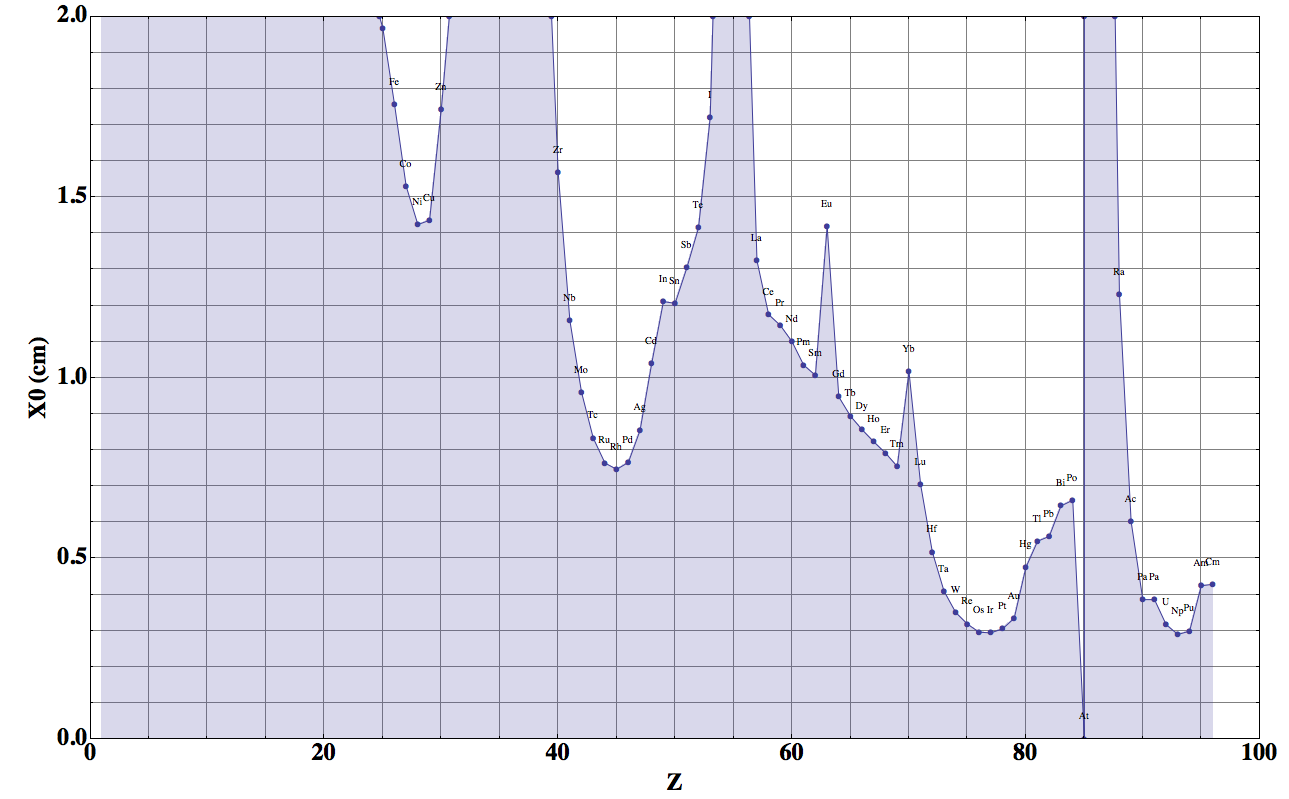 2.0
1.5
1.0
0.5
0.0
X0 (cm)
Fe
Co
Ni
Cu
Zn
Zr
Nb
Mo
Tc
Ru
Rh
Pd
Ag
Cd
In
Sn
Sb
Te
I
La
Ce
Pr
Nd
Pm
Sm
Eu
Gd
Tb
Dy
Ho
Er
Tm
Yb
Lu
Hf
Ta
W
Re
Os
Ir
Pt
Au
Hg
Tl
Pb
Bi
Po
At
Ra
Ac
Pa
Pa
U
Np
Pu
Am
Cm
0
20
40
60
80
100
Z